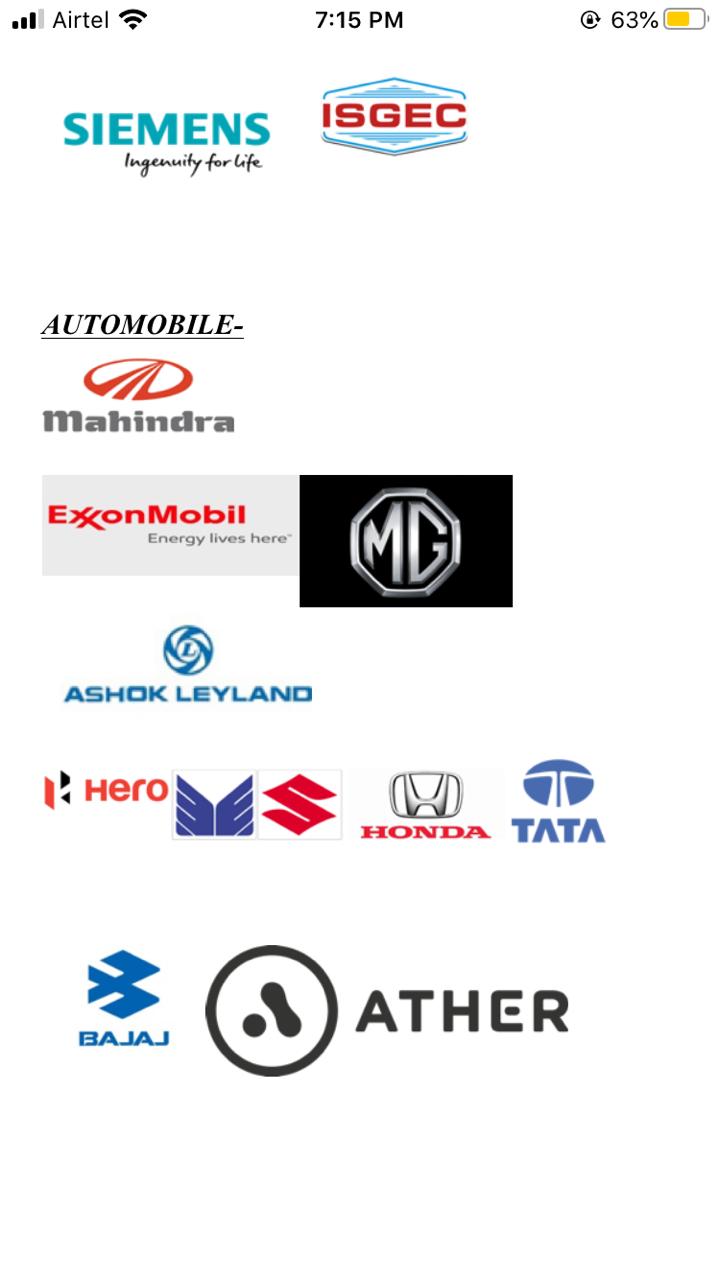 Airtel 7:15 PM 63%
SIEMENS
Ingenuity for life
ISGEC
AUTOMOBILE-
mahindra
ExxonMobil
Energy lives here™
MG
L
ASHOK LEYLAND
Hero
HONDA
TATA
BAJAJ
ATHER